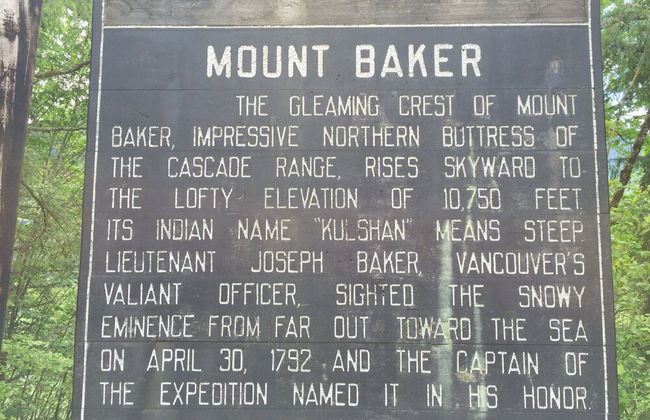 MOUNT BAKER
THE GLEAMING CREST OF MOUNT
BAKER, IMPRESSIVE NORTHERN BUTTRESS OF
THE CASCADE RANGE, RISES SKYWARD TO
THE LOFTY ELEVATION OF 10,750 FEET.
ITS INDIAN NAME "KULSHAN" MEANS STEEP.
LIEUTENANT JOSEPH BAKER, VANCOUVER'S
VALIANT OFFICER, SIGHTED THE SNOWY
EMINENCE FROM FAR OUT TOWARD THE SEA
ON APRIL 30, 1792 AND THE CAPTAIN OF
THE EXPEDITION NAMED IT IN HIS HONOR.